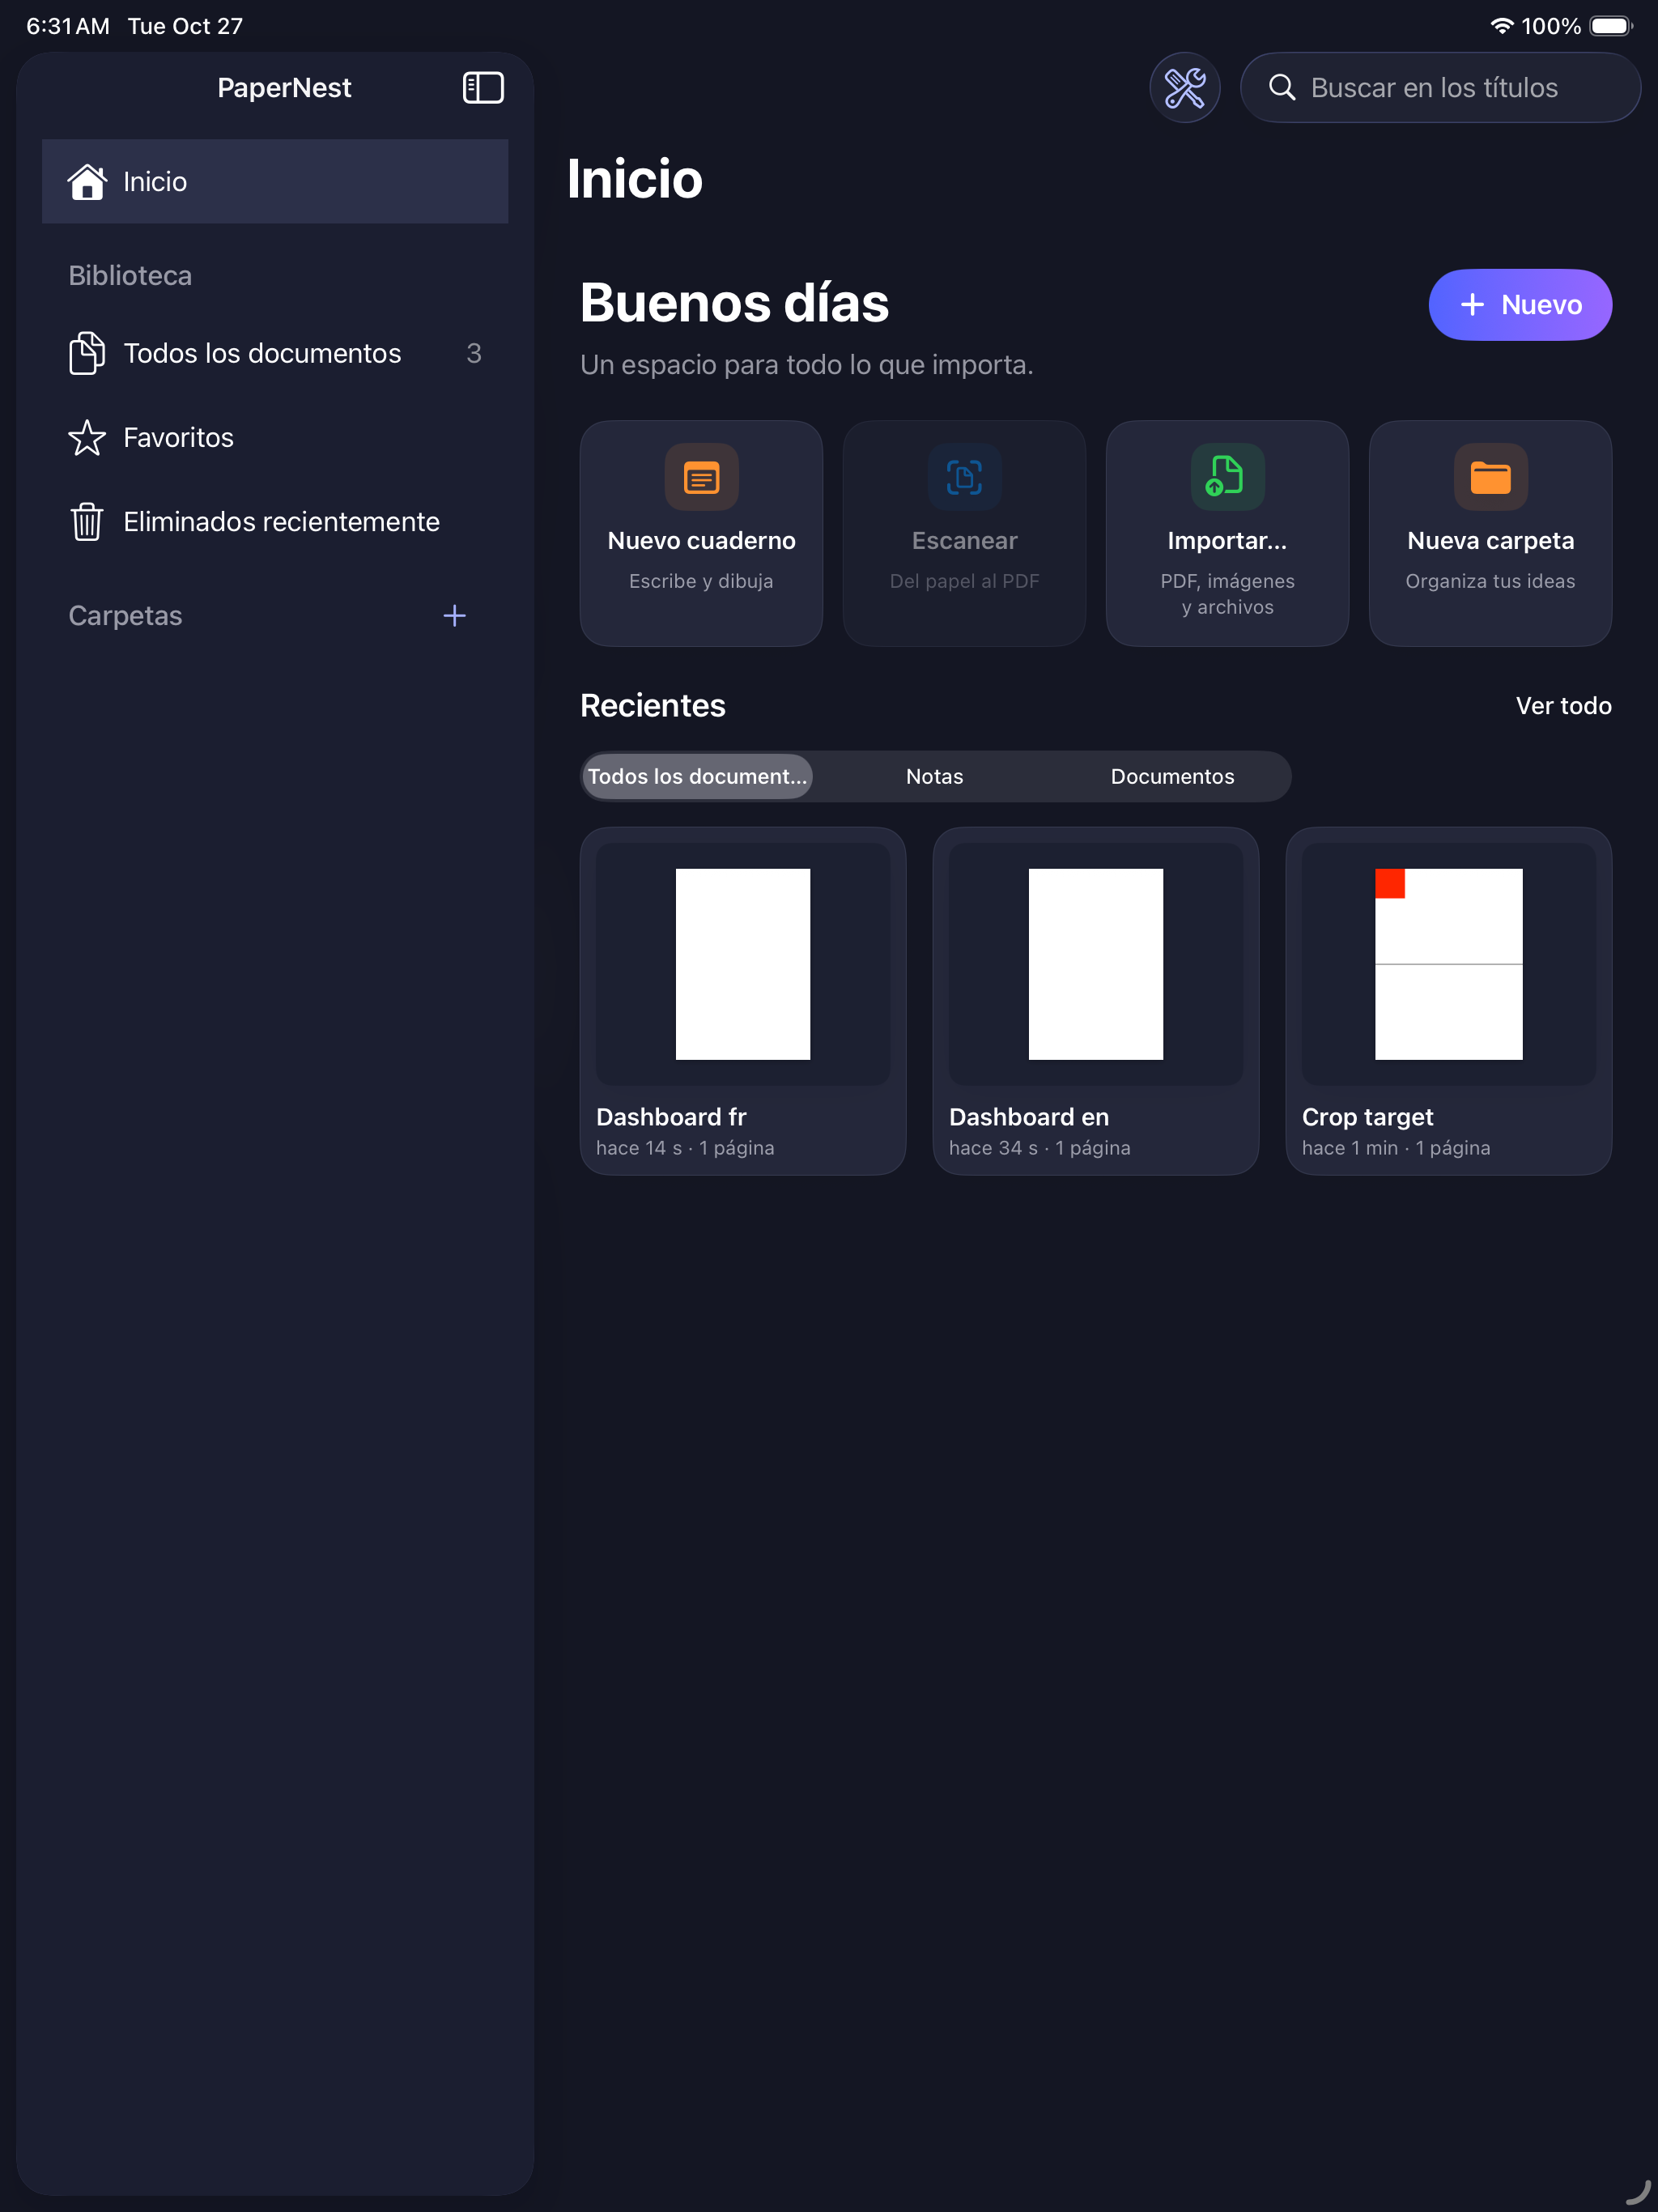 6:31 AM Tue Oct 27
100%
PaperNest
Buscar en los títulos
Inicio
Biblioteca
Todos los documentos 3
Favoritos
Eliminados recientemente
Carpetas
Inicio
Buenos días
Nuevo
Un espacio para todo lo que importa.
Nuevo cuaderno
Escribe y dibuja
Escanear
Del papel al PDF
Importar...
PDF, imágenes
y archivos
Nueva carpeta
Organiza tus ideas
Recientes
Ver todo
Todos los document...
Notas
Documentos
Dashboard fr
hace 14 s · 1 página
Dashboard en
hace 34 s · 1 página
Crop target
hace 1 min · 1 página